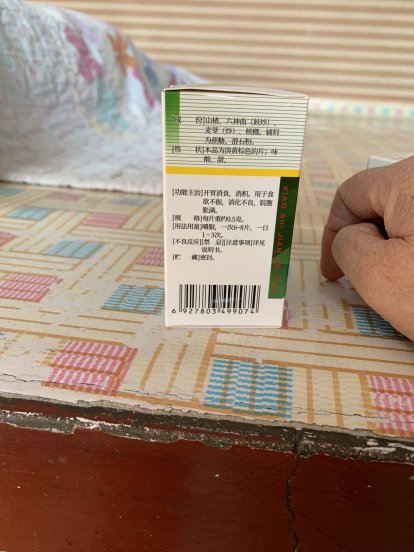 [成　　份]山楂、六神曲（麸炒）、
麦芽（炒）、槟榔，辅料
为蔗糖、滑石粉。
[性　　状]本品为淡黄棕色的片；味
酸、甜。
[功能主治]开胃消食，消积。用于食
欲不振，消化不良，脘腹
胀满。
[规　　格]每片重约0.5克。
[用法用量]嚼服，一次6~8片，一日
1~3次。
[不良反应][禁　忌][注意事项]详见
说明书。
[贮　　藏]密封。
6 927803 499074
XIAO SHI JIAN